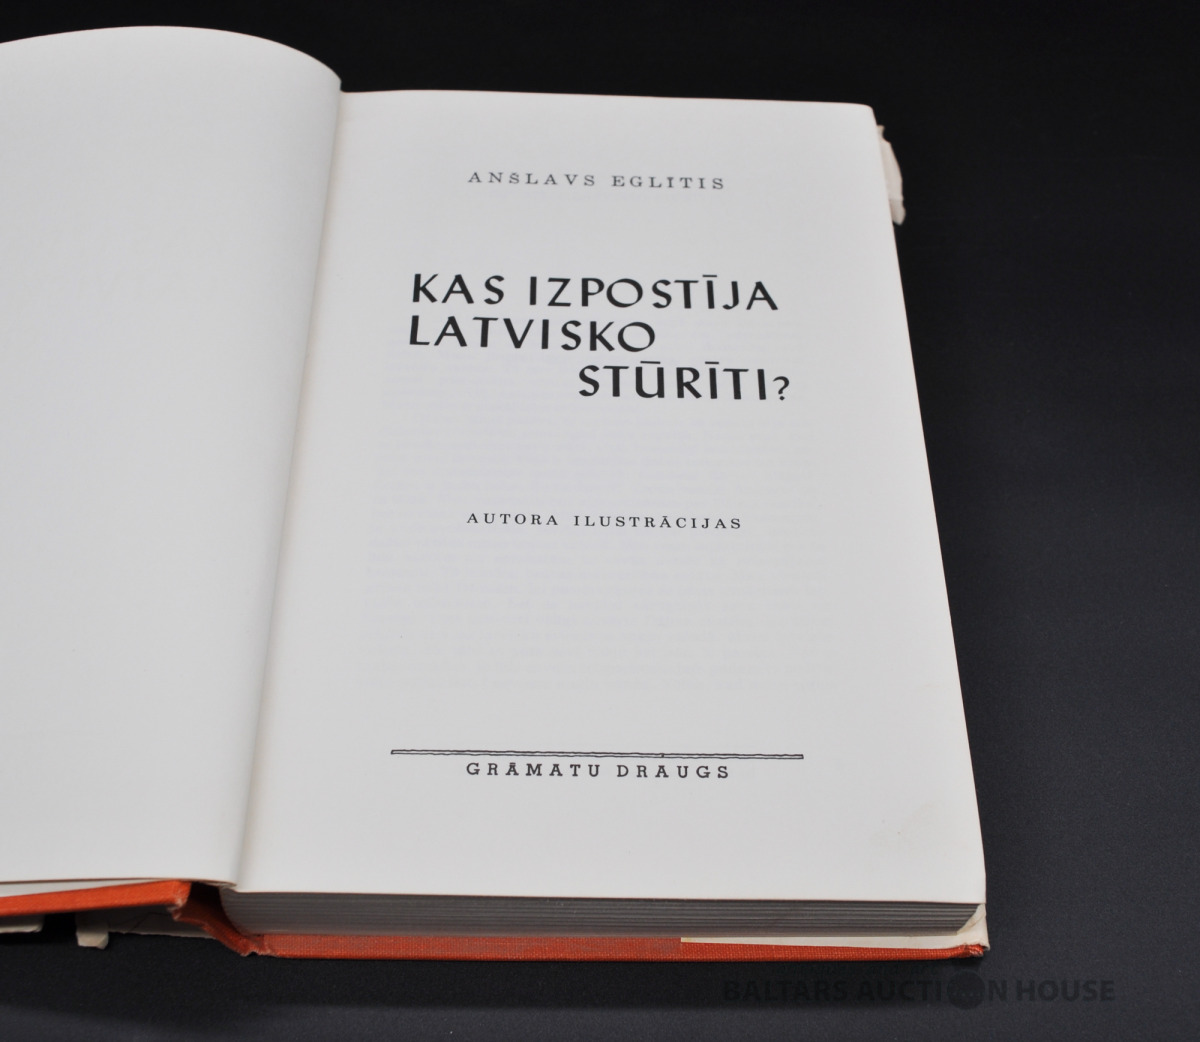 ANŠLAVS EGLĪTIS
KAS IZPOSTĪJA
LATVISKO
STŪRĪTI?
AUTORA ILUSTRĀCIJAS
GRĀMATU DRAUGS
BALTARS AUCTION HOUSE